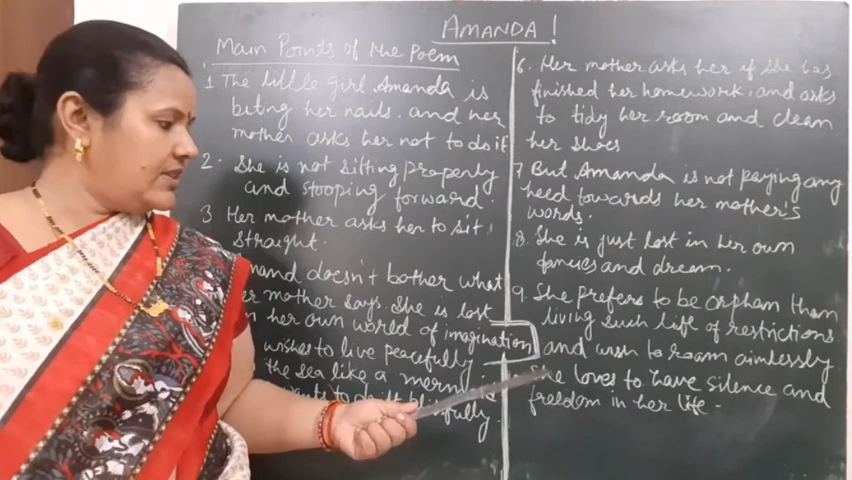 AMANDA!
Main Points of the Poem
1 The little girl Amanda is
biting her nails. and her
mother asks her not to do it
2. She is not sitting properly
and stooping forward.
3 Her mother asks her to sit
straight.
doesn't bother what
mother says. She is lost
her own world of imagination
wishes to live peacefully
the sea like a
to drift blissfully.
6. Her mother asks her if she has
finished her homework. and asks
to tidy her room and clean
her shoes
7 But Amanda is not paying any
heed towards her mother's
words.
8. She is just lost in her own
fancies and dream.
9. She prefers to be orpham than
living such life of restrictions.
and wish to roam aimlessly
She loves to have silence and
freedom in her life -